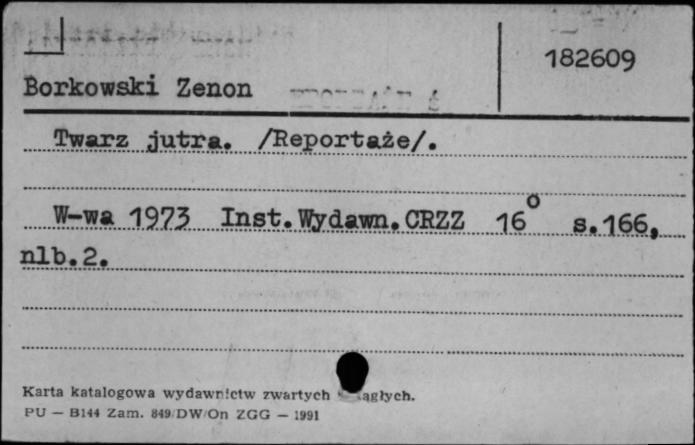 182609
Borkowski Zenon
Twarz jutra. /Reportaże/.
W-wa 1973 Inst.Wydawn.CRZZ 16° s.166,
nlb.2.
Karta katalogowa wydawnictw zwartych ągłych.
PU — B144 Zam. 849/DW/On ZGG — 1991